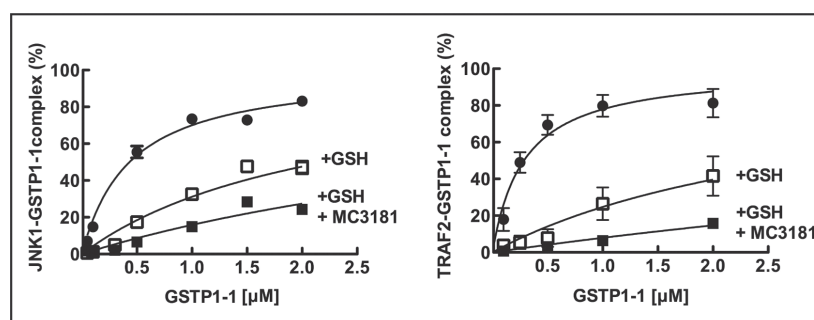 JNK1-GSTP1-1complex (%)
100
80
60
40
20
0
0.5
1.0
1.5
2.0
2.5
GSTP1-1 [µM]
+GSH
+GSH
+ MC3181
TRAF2-GSTP1-1 complex (%)
100
80
60
40
20
0
0.5
1.0
1.5
2.0
2.5
GSTP1-1 [µM]
+GSH
+GSH
+ MC3181